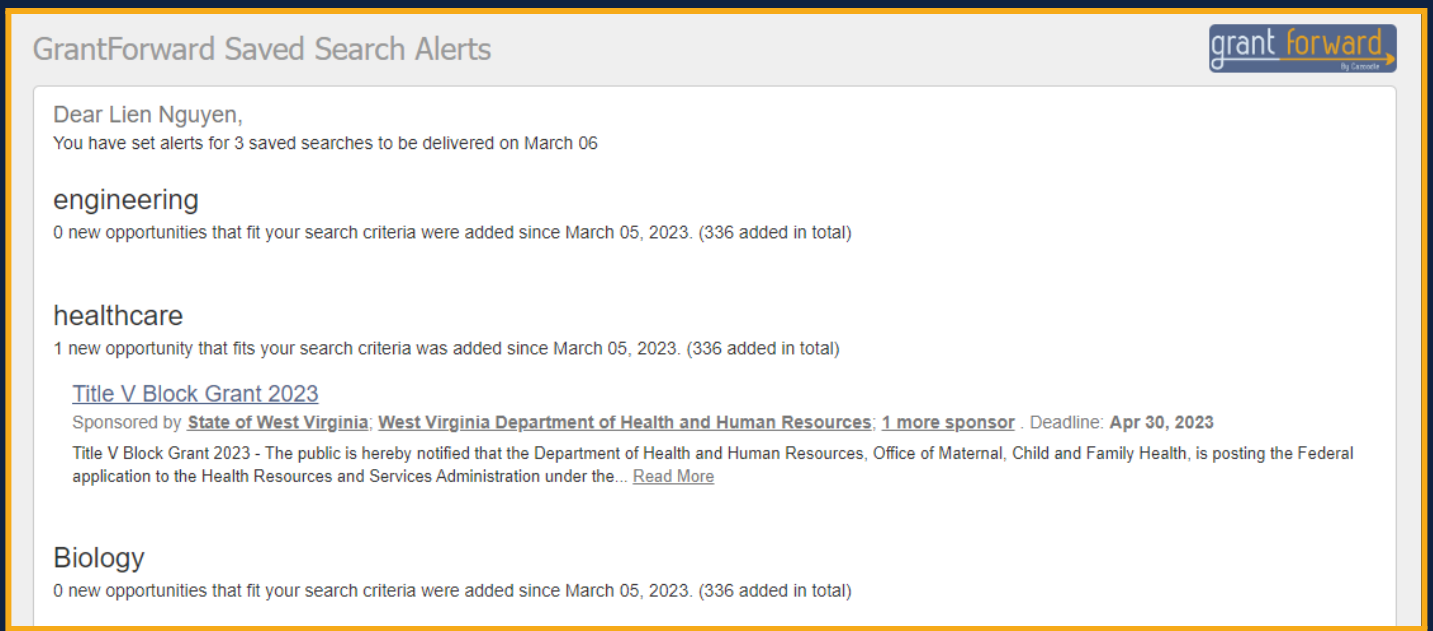 GrantForward Saved Search Alerts
grant forward
By Cazoodle
Dear Lien Nguyen,
You have set alerts for 3 saved searches to be delivered on March 06
engineering
0 new opportunities that fit your search criteria were added since March 05, 2023. (336 added in total)
healthcare
1 new opportunity that fits your search criteria was added since March 05, 2023. (336 added in total)
Title V Block Grant 2023
Sponsored by State of West Virginia; West Virginia Department of Health and Human Resources; 1 more sponsor . Deadline: Apr 30, 2023
Title V Block Grant 2023 - The public is hereby notified that the Department of Health and Human Resources, Office of Maternal, Child and Family Health, is posting the Federal
application to the Health Resources and Services Administration under the... Read More
Biology
0 new opportunities that fit your search criteria were added since March 05, 2023. (336 added in total)